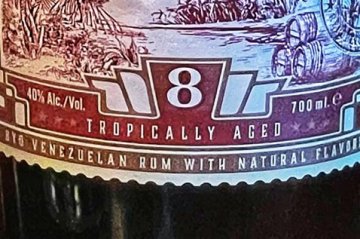 8
40% Alc./Vol.
700 ml. e
TROPICALLY AGED
VENEZUELAN RUM WITH NATURAL FLAVORS